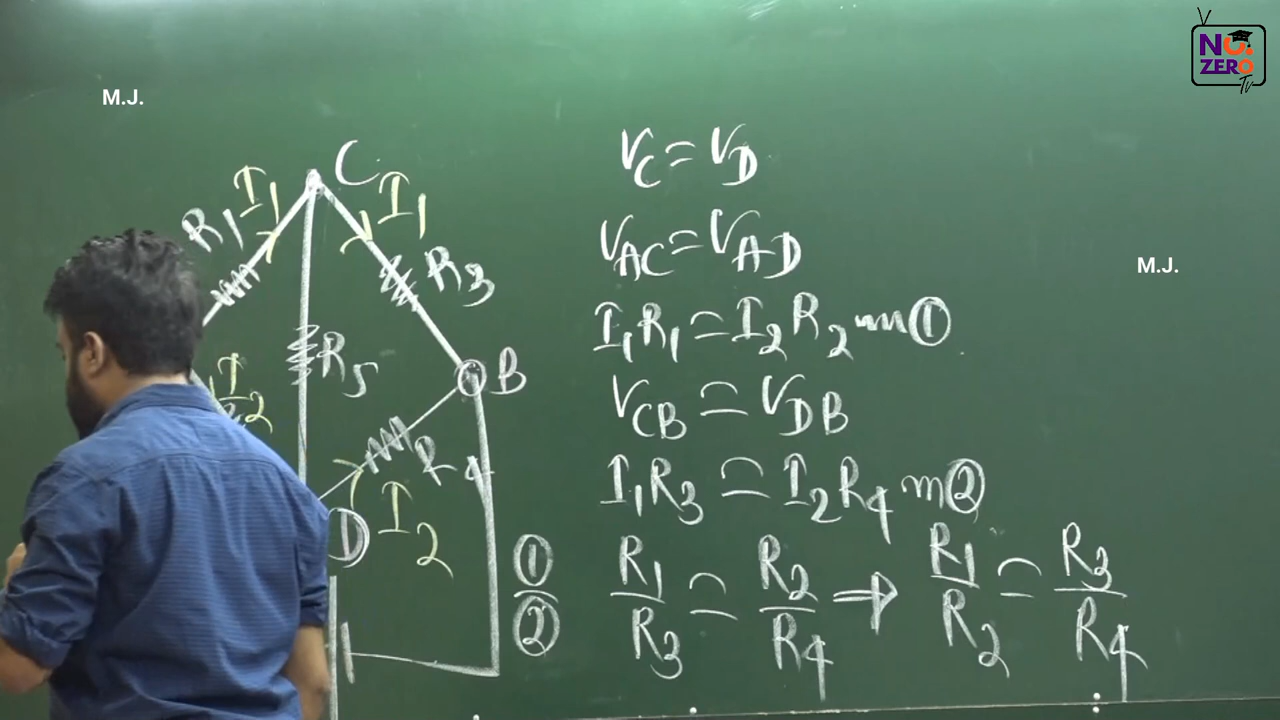 NO. ZERO Tv
M.J.
M.J.
C
I1
I1
R1
R3
R5
I2
B
R4
D
I2
VC = VD
VAC = VAD
I1R1 = I2R2 ①
VCB = VDB
I1R3 = I2R4 ②
①/② R1/R3 = R2/R4 ⇒ R1/R2 = R3/R4